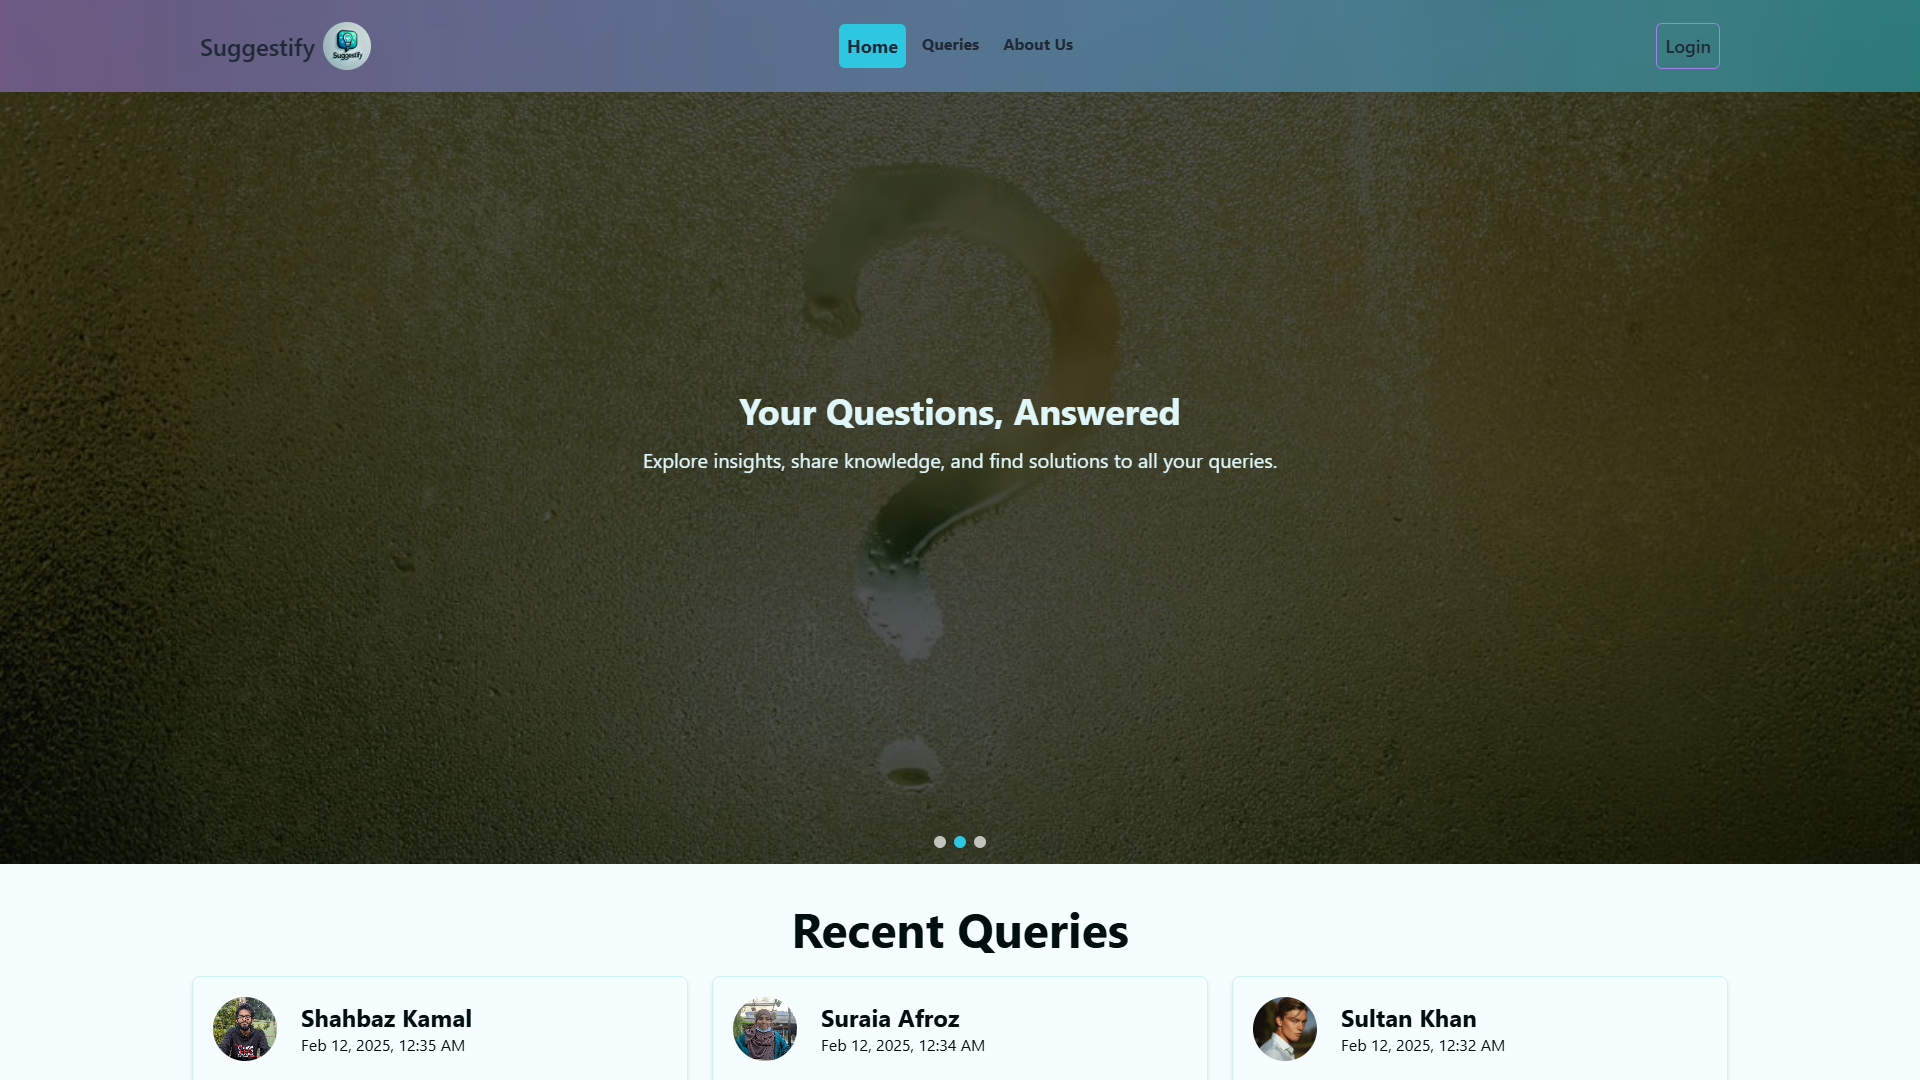 Suggestify
Suggestify
Home
Queries
About Us
Login
Your Questions, Answered
Explore insights, share knowledge, and find solutions to all your queries.
Recent Queries
Shahbaz Kamal
Feb 12, 2025, 12:35 AM
Suraia Afroz
Feb 12, 2025, 12:34 AM
Sultan Khan
Feb 12, 2025, 12:32 AM